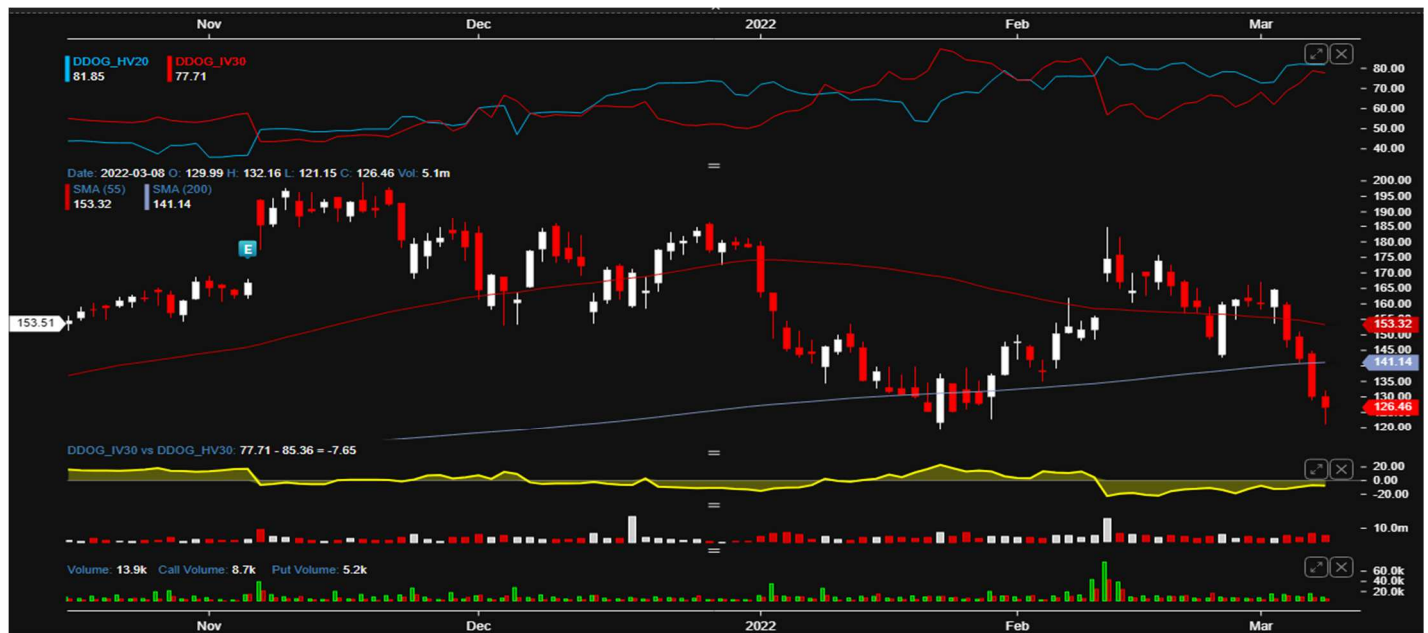 Nov Dec 2022 Feb Mar
DDOG_HV20 DDOG_IV30
81.85 77.71
80.00
70.00
60.00
50.00
40.00
Date: 2022-03-08 O: 129.99 H: 132.16 L: 121.15 C: 126.46 Vol: 5.1m
SMA (55) SMA (200)
153.32 141.14
200.00
195.00
190.00
185.00
180.00
175.00
170.00
165.00
160.00
E
153.51
153.32
150.00
145.00
141.14
135.00
130.00
126.46
120.00
DDOG_IV30 vs DDOG_HV30: 77.71 - 85.36 = -7.65
20.00
0.00
-20.00
10.0m
Volume: 13.9k Call Volume: 8.7k Put Volume: 5.2k
60.0k
40.0k
20.0k
Nov Dec 2022 Feb Mar